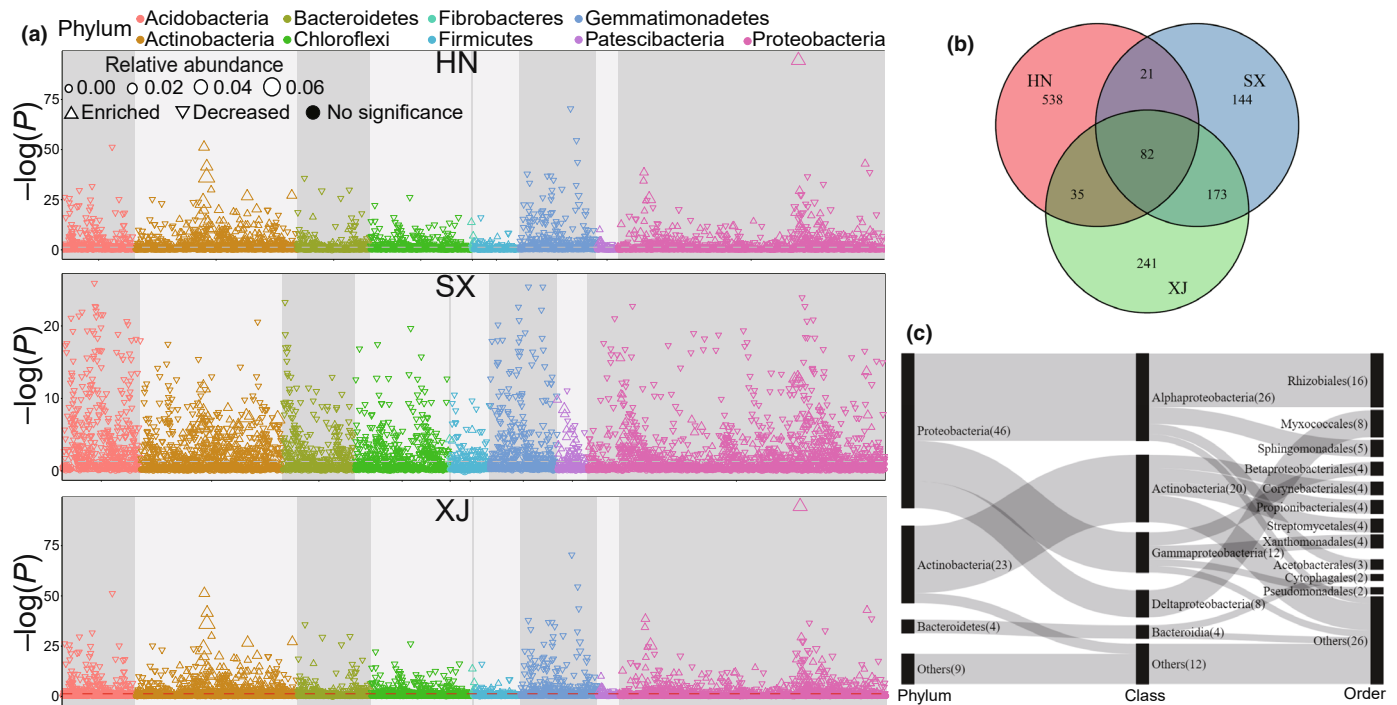 (a) Phylum Acidobacteria Bacteroidetes Fibrobacteres Gemmatimonadetes
Actinobacteria Chloroflexi Firmicutes Patescibacteria Proteobacteria
HN
Relative abundance
0.00 0.02 0.04 0.06
Enriched Decreased No significance
−log(P)
75
50
25
0
SX
−log(P)
20
10
0
XJ
−log(P)
75
50
25
0
(b)
HN
538
21
SX
144
82
35
173
241
XJ
(c)
Proteobacteria(46)
Actinobacteria(23)
Bacteroidetes(4)
Others(9)
Phylum
Alphaproteobacteria(26)
Actinobacteria(20)
Gammaproteobacteria(12)
Deltaproteobacteria(8)
Bacteroidia(4)
Others(12)
Class
Rhizobiales(16)
Myxococcales(8)
Sphingomonadales(5)
Betaproteobacteriales(4)
Corynebacteriales(4)
Propionibacteriales(4)
Streptomycetales(4)
Xanthomonadales(4)
Acetobacterales(3)
Cytophagales(2)
Pseudomonadales(2)
Others(26)
Order